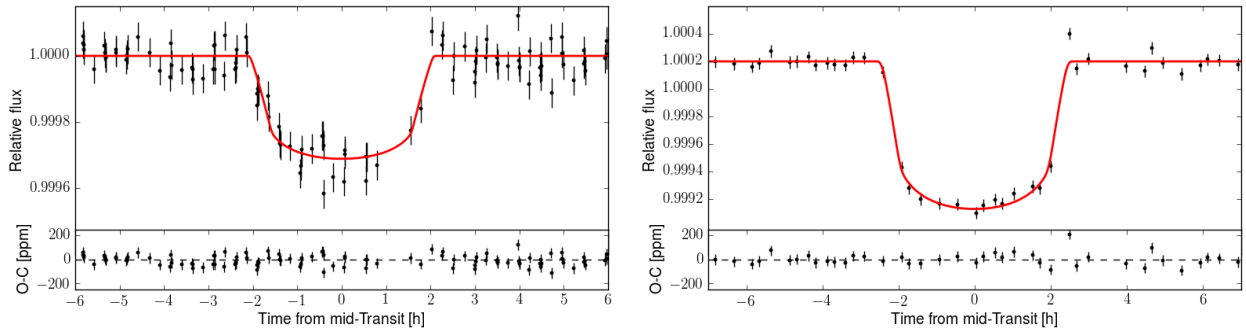 1.0000
0.9998
0.9996
Relative flux
200
0
−200
O-C [ppm]
−6 −5 −4 −3 −2 −1 0 1 2 3 4 5 6
Time from mid-Transit [h]
1.0004
1.0002
1.0000
0.9998
0.9996
0.9994
0.9992
Relative flux
200
0
−200
O-C [ppm]
−6 −4 −2 0 2 4 6
Time from mid-Transit [h]